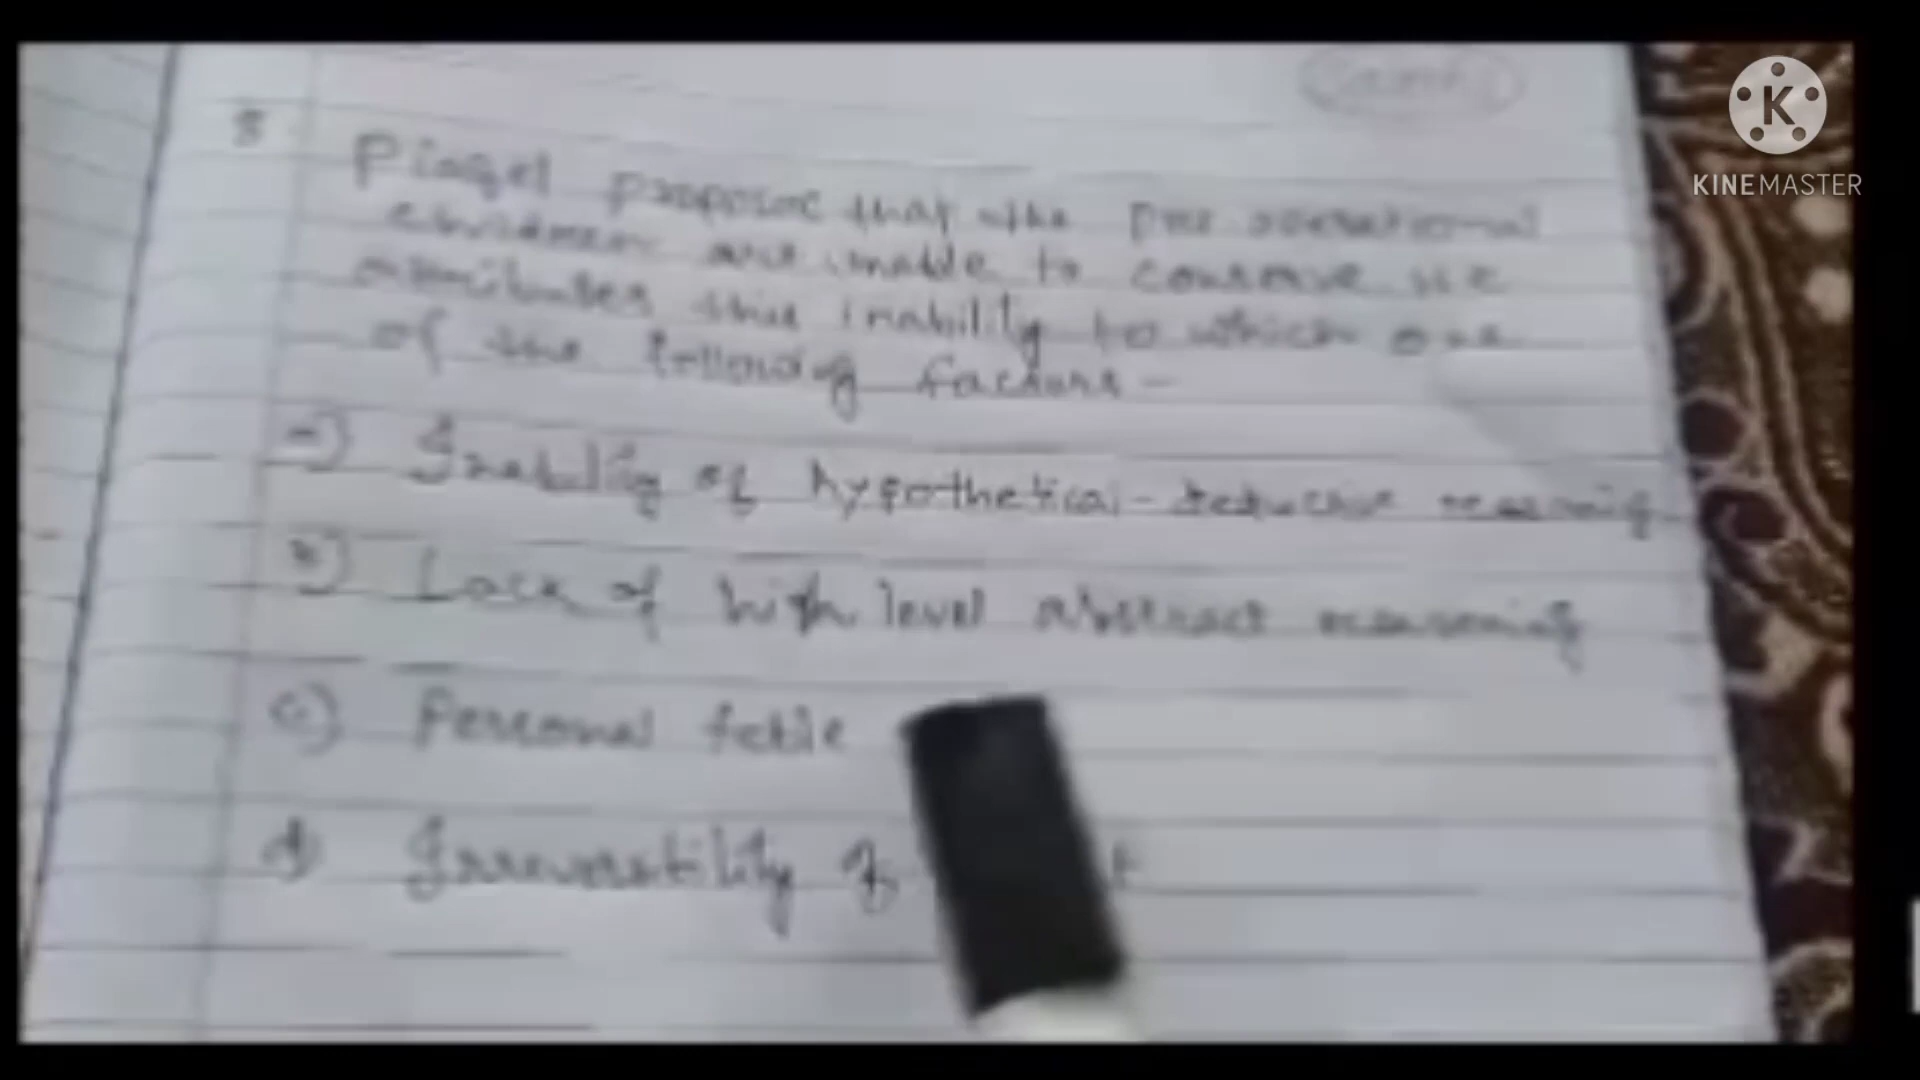 Piaget propose that the Pre operational
children are unable to conserve. He
attributes this inability to which one
of the following factors -
a) Inability of hypothetical-deductive reasoning
b) Lack of high level abstract reasoning
c) Personal fable
d) Irreversibility of
K
KINEMASTER